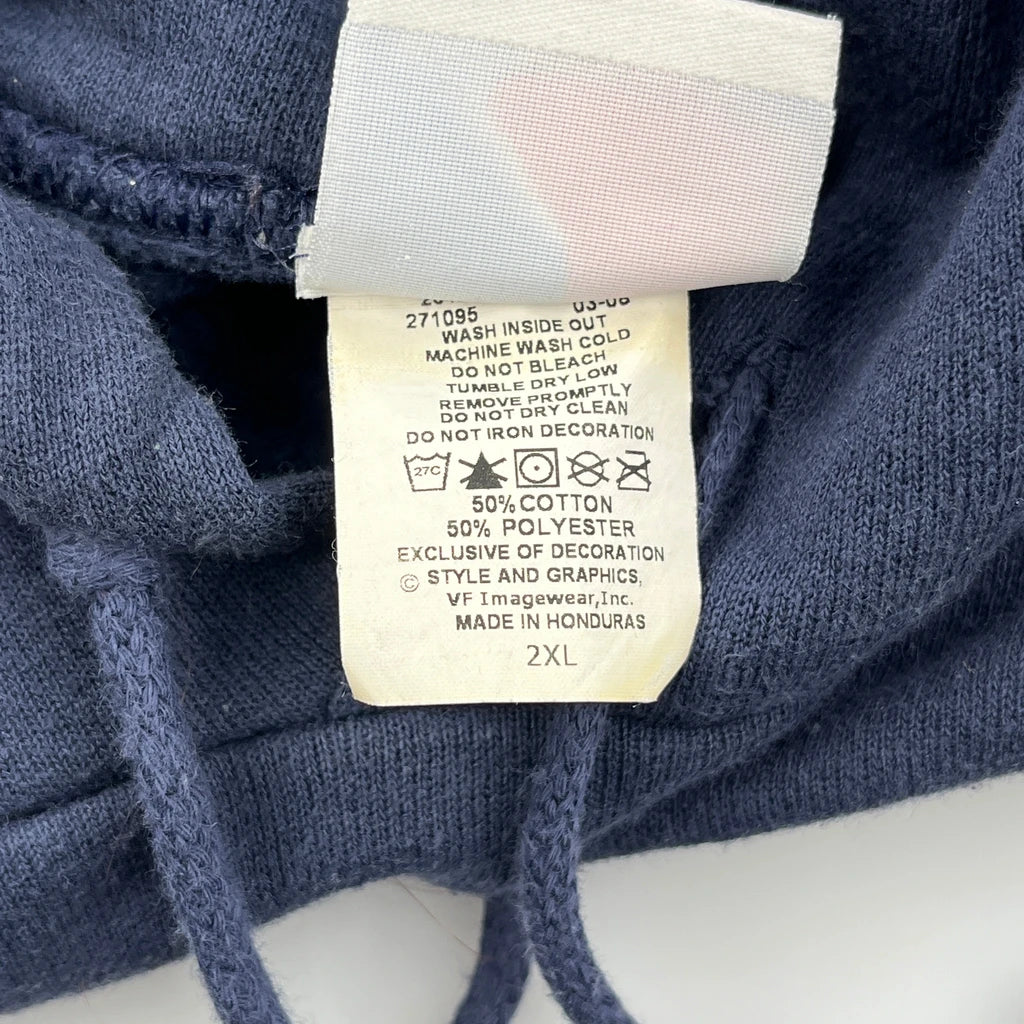 271095 03-06
WASH INSIDE OUT
MACHINE WASH COLD
DO NOT BLEACH
TUMBLE DRY LOW
REMOVE PROMPTLY
DO NOT DRY CLEAN
DO NOT IRON DECORATION
27C
50% COTTON
50% POLYESTER
EXCLUSIVE OF DECORATION
© STYLE AND GRAPHICS,
VF Imagewear,Inc.
MADE IN HONDURAS
2XL